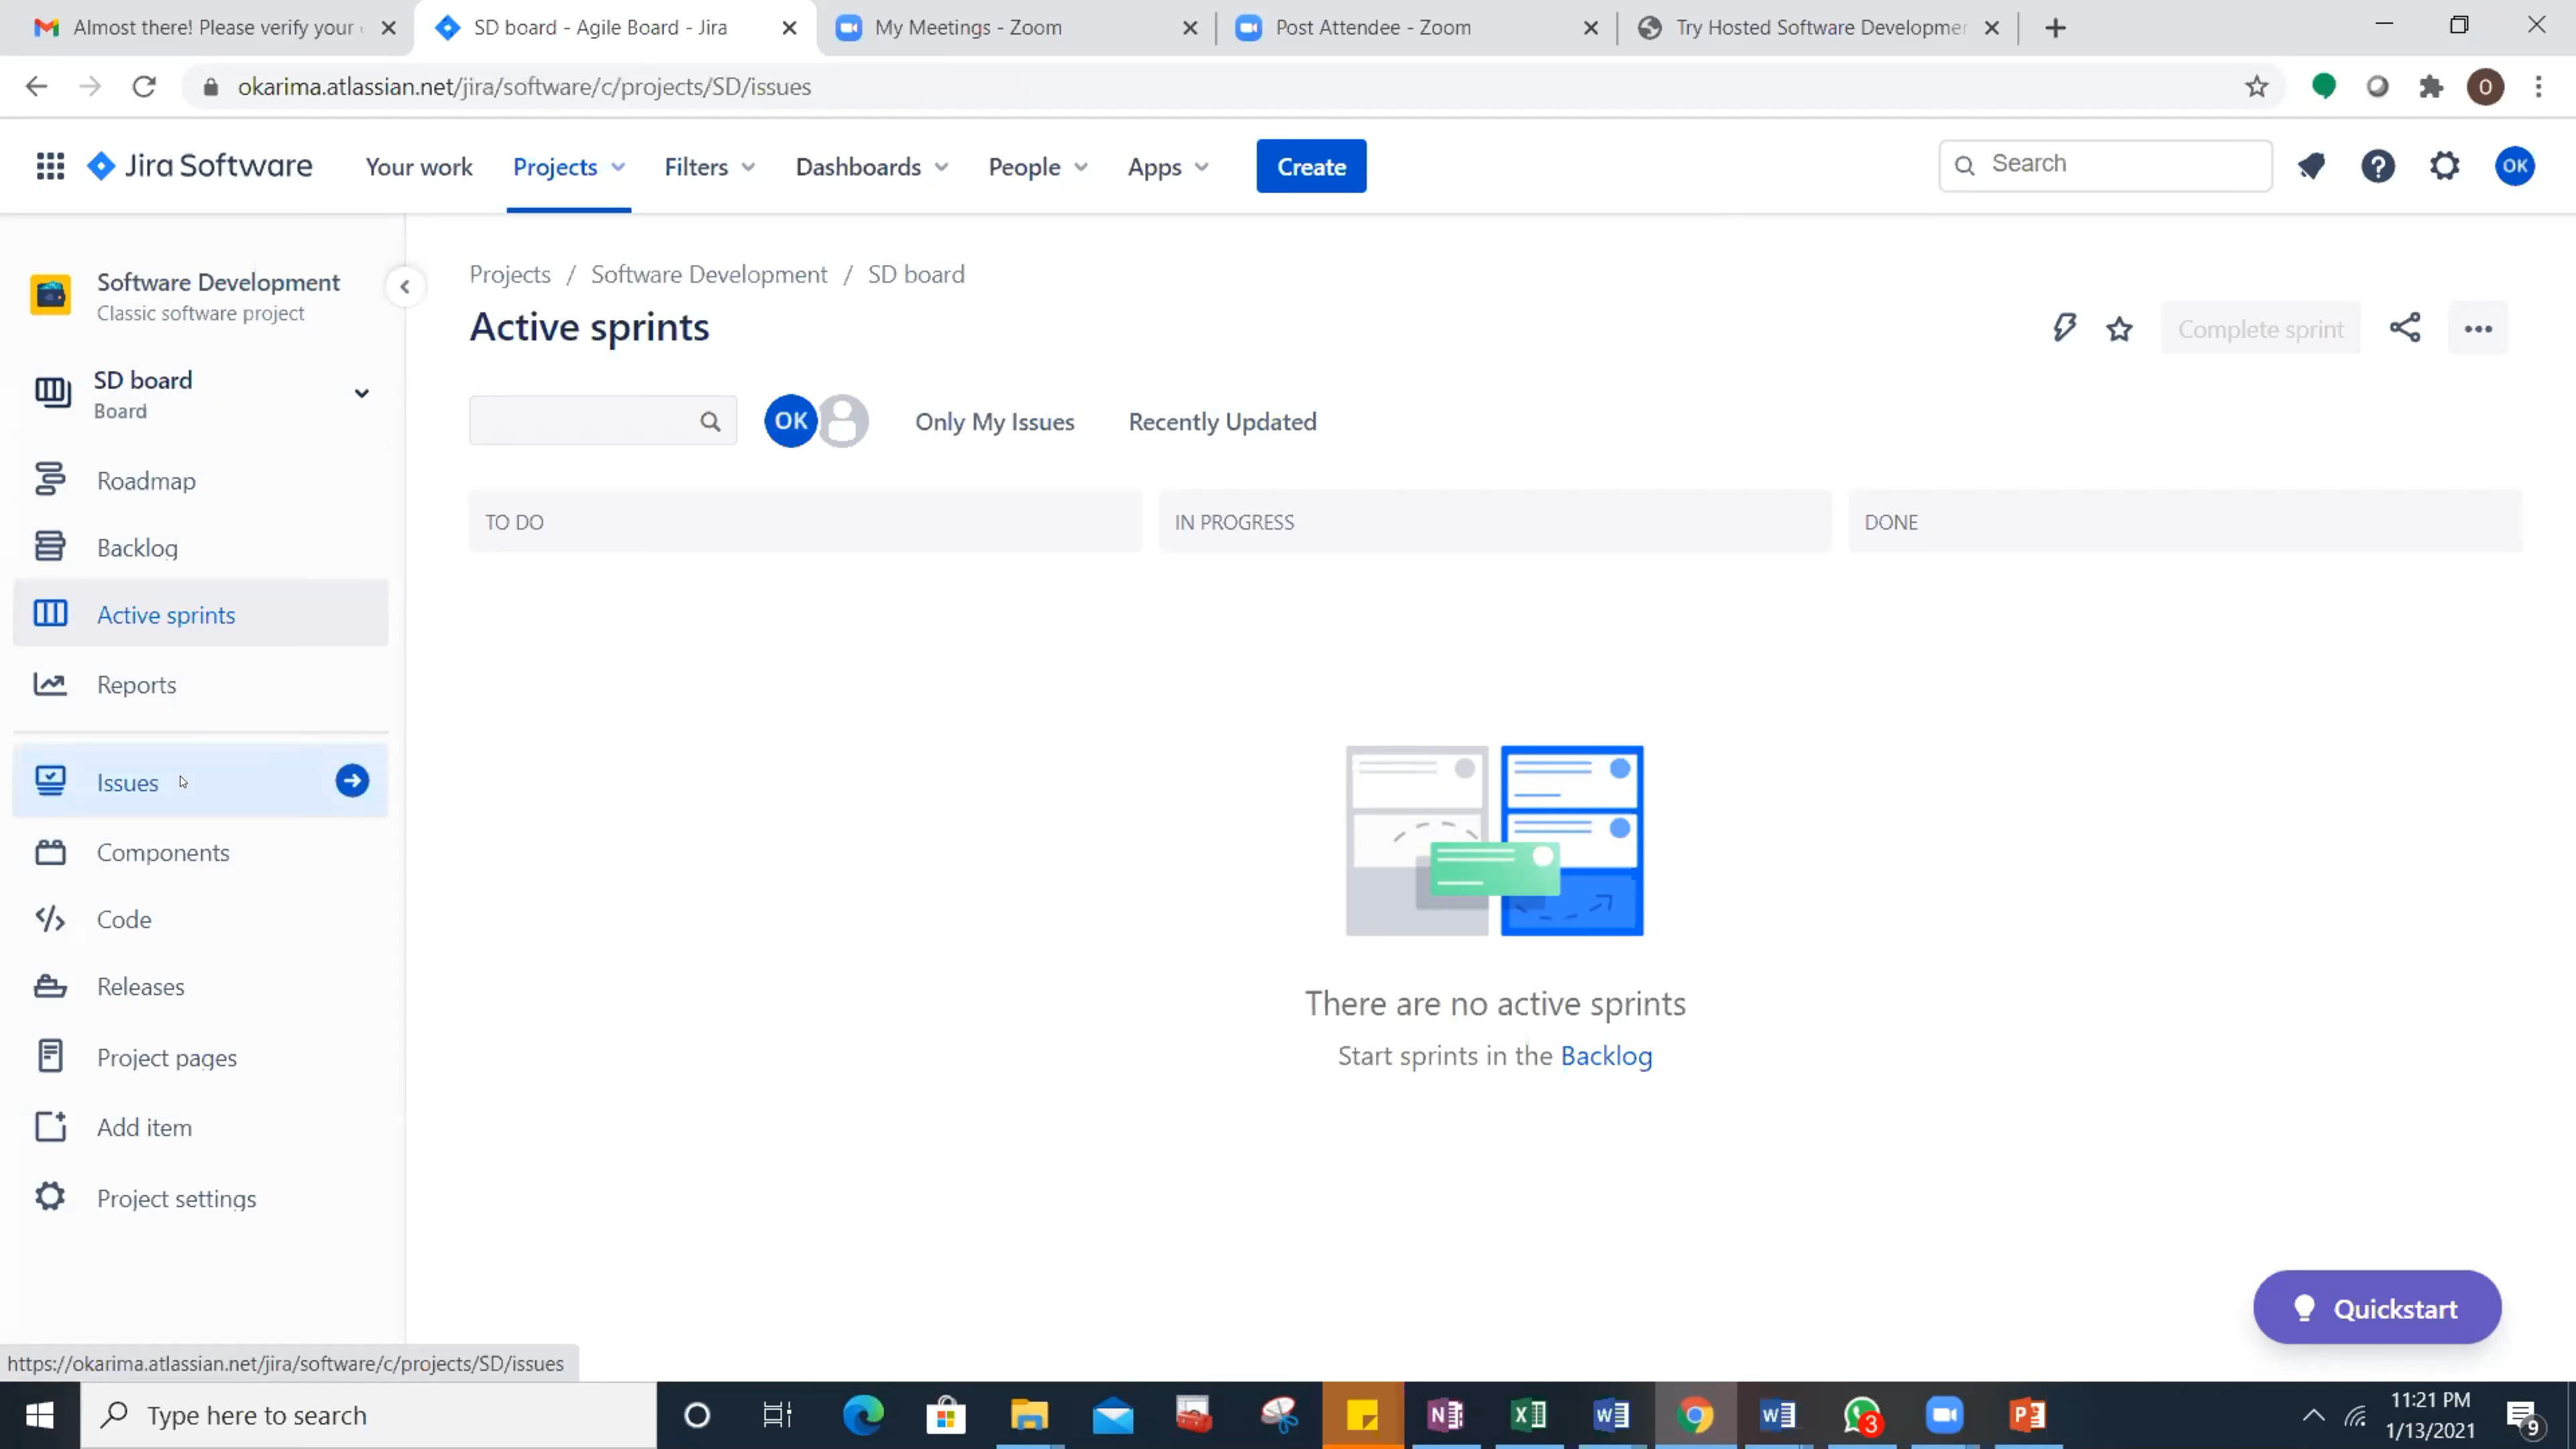 Almost there! Please verify your
SD board - Agile Board - Jira
My Meetings - Zoom
Post Attendee - Zoom
Try Hosted Software Developmen
okarima.atlassian.net/jira/software/c/projects/SD/issues
O
Jira Software
Your work
Projects
Filters
Dashboards
People
Apps
Create
Search
OK
Software Development
Classic software project
SD board
Board
Roadmap
Backlog
Active sprints
Reports
Issues
Components
Code
Releases
Project pages
Add item
Project settings
Projects / Software Development / SD board
Active sprints
Complete sprint
OK
Only My Issues
Recently Updated
TO DO
IN PROGRESS
DONE
There are no active sprints
Start sprints in the Backlog
Quickstart
https://okarima.atlassian.net/jira/software/c/projects/SD/issues
Type here to search
3
11:21 PM
1/13/2021
9